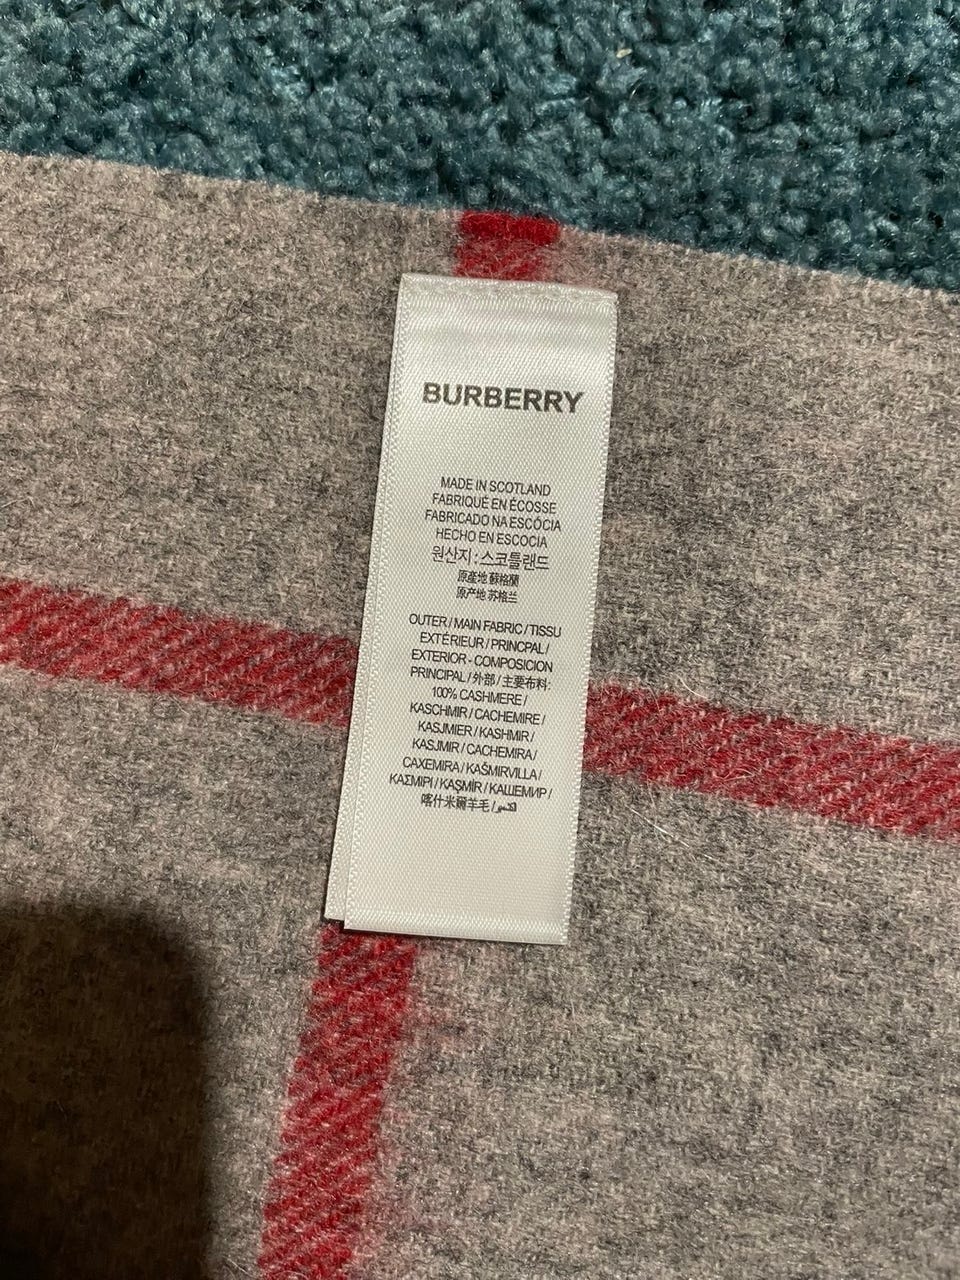 BURBERRY
MADE IN SCOTLAND
FABRIQUÉ EN ÉCOSSE
FABRICADO NA ESCÓCIA
HECHO EN ESCOCIA
원산지 : 스코틀랜드
原產地 蘇格蘭
原产地 苏格兰
OUTER / MAIN FABRIC / TISSU
EXTÉRIEUR / PRINCPAL /
EXTERIOR - COMPOSICION
PRINCIPAL / 外部 / 主要布料:
100% CASHMERE /
KASCHMIR / CACHEMIRE /
KASJMIER / KASHMIR /
KASJMIR / CACHEMIRA /
CAXEMIRA / KAŠMIRVILLA /
ΚΑΣΜΙΡΙ / KAŞMİR / КАШЕМИР /
喀什米爾羊毛 /